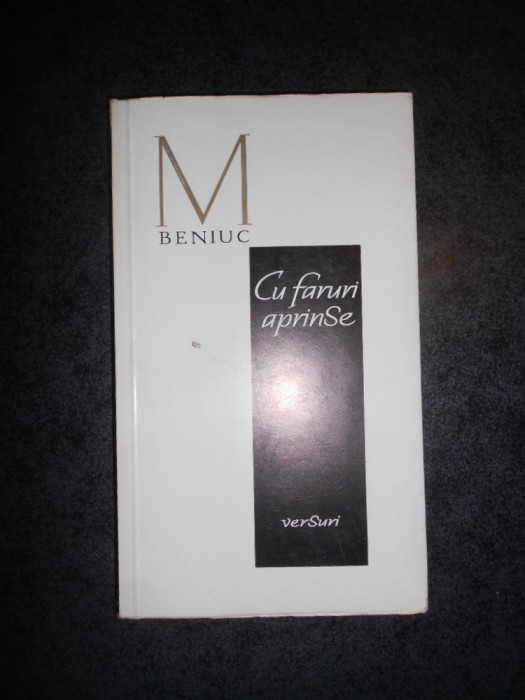 M
BENIUC
Cu faruri
aprinSe
verSuri